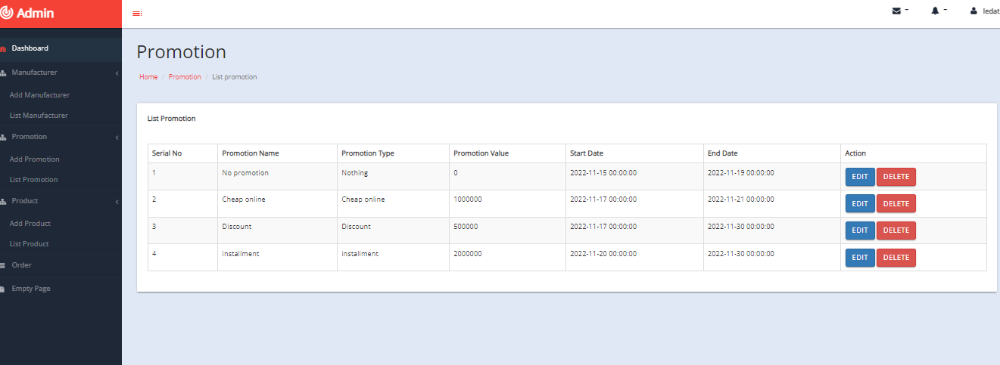 Admin
ledat
Dashboard
Manufacturer
Add Manufacturer
List Manufacturer
Promotion
Add Promotion
List Promotion
Product
Add Product
List Product
Order
Empty Page
Promotion
Home / Promotion / List promotion
List Promotion
Serial No Promotion Name Promotion Type Promotion Value Start Date End Date Action
1 No promotion Nothing 0 2022-11-15 00:00:00 2022-11-19 00:00:00 EDIT DELETE
2 Cheap online Cheap online 1000000 2022-11-17 00:00:00 2022-11-21 00:00:00 EDIT DELETE
3 Discount Discount 500000 2022-11-17 00:00:00 2022-11-30 00:00:00 EDIT DELETE
4 installment installment 2000000 2022-11-20 00:00:00 2022-11-30 00:00:00 EDIT DELETE